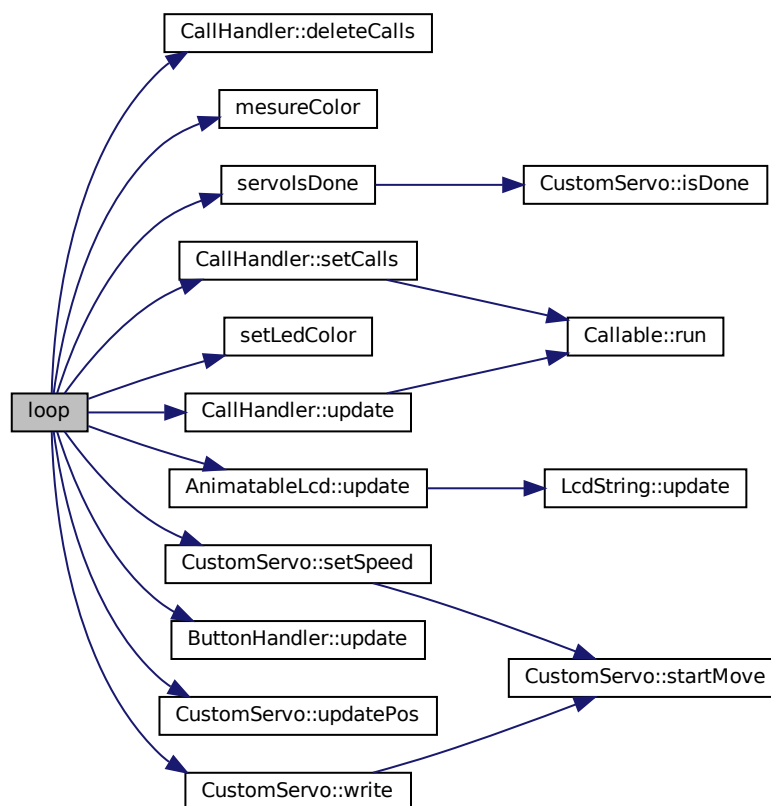 CallHandler::deleteCalls
mesureColor
servoIsDone
CustomServo::isDone
CallHandler::setCalls
setLedColor
Callable::run
loop
CallHandler::update
AnimatableLcd::update
LcdString::update
CustomServo::setSpeed
ButtonHandler::update
CustomServo::startMove
CustomServo::updatePos
CustomServo::write